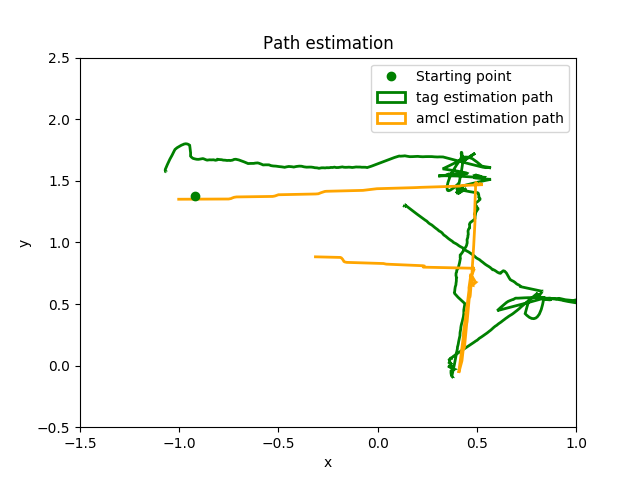 Path estimation
Starting point
tag estimation path
amcl estimation path
2.5
2.0
1.5
1.0
0.5
0.0
−0.5
y
−1.5 −1.0 −0.5 0.0 0.5 1.0
x